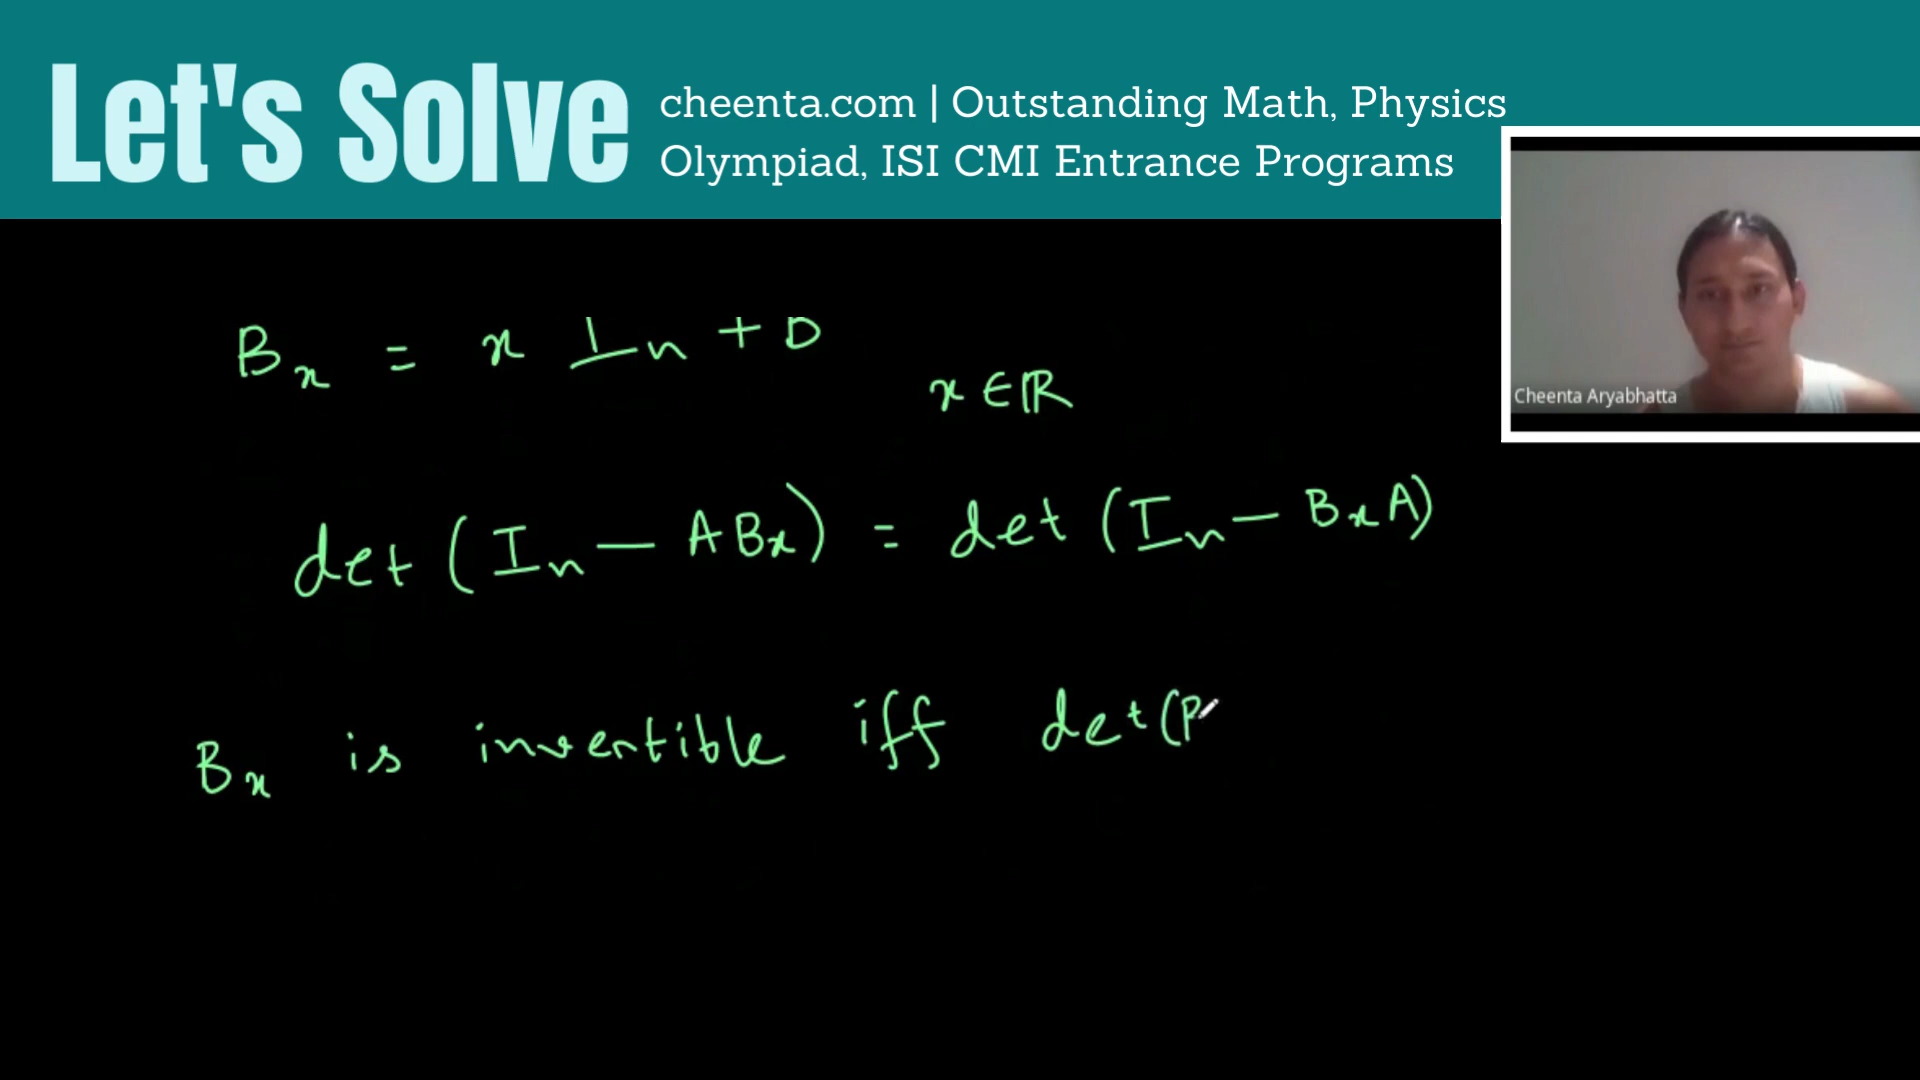 Let's Solve
cheenta.com | Outstanding Math, Physics
Olympiad, ISI CMI Entrance Programs
Cheenta Aryabhatta
Bx = x In + D
x ∈ ℝ
det (In − ABx) = det (In − BxA)
Bx is invertible iff det(